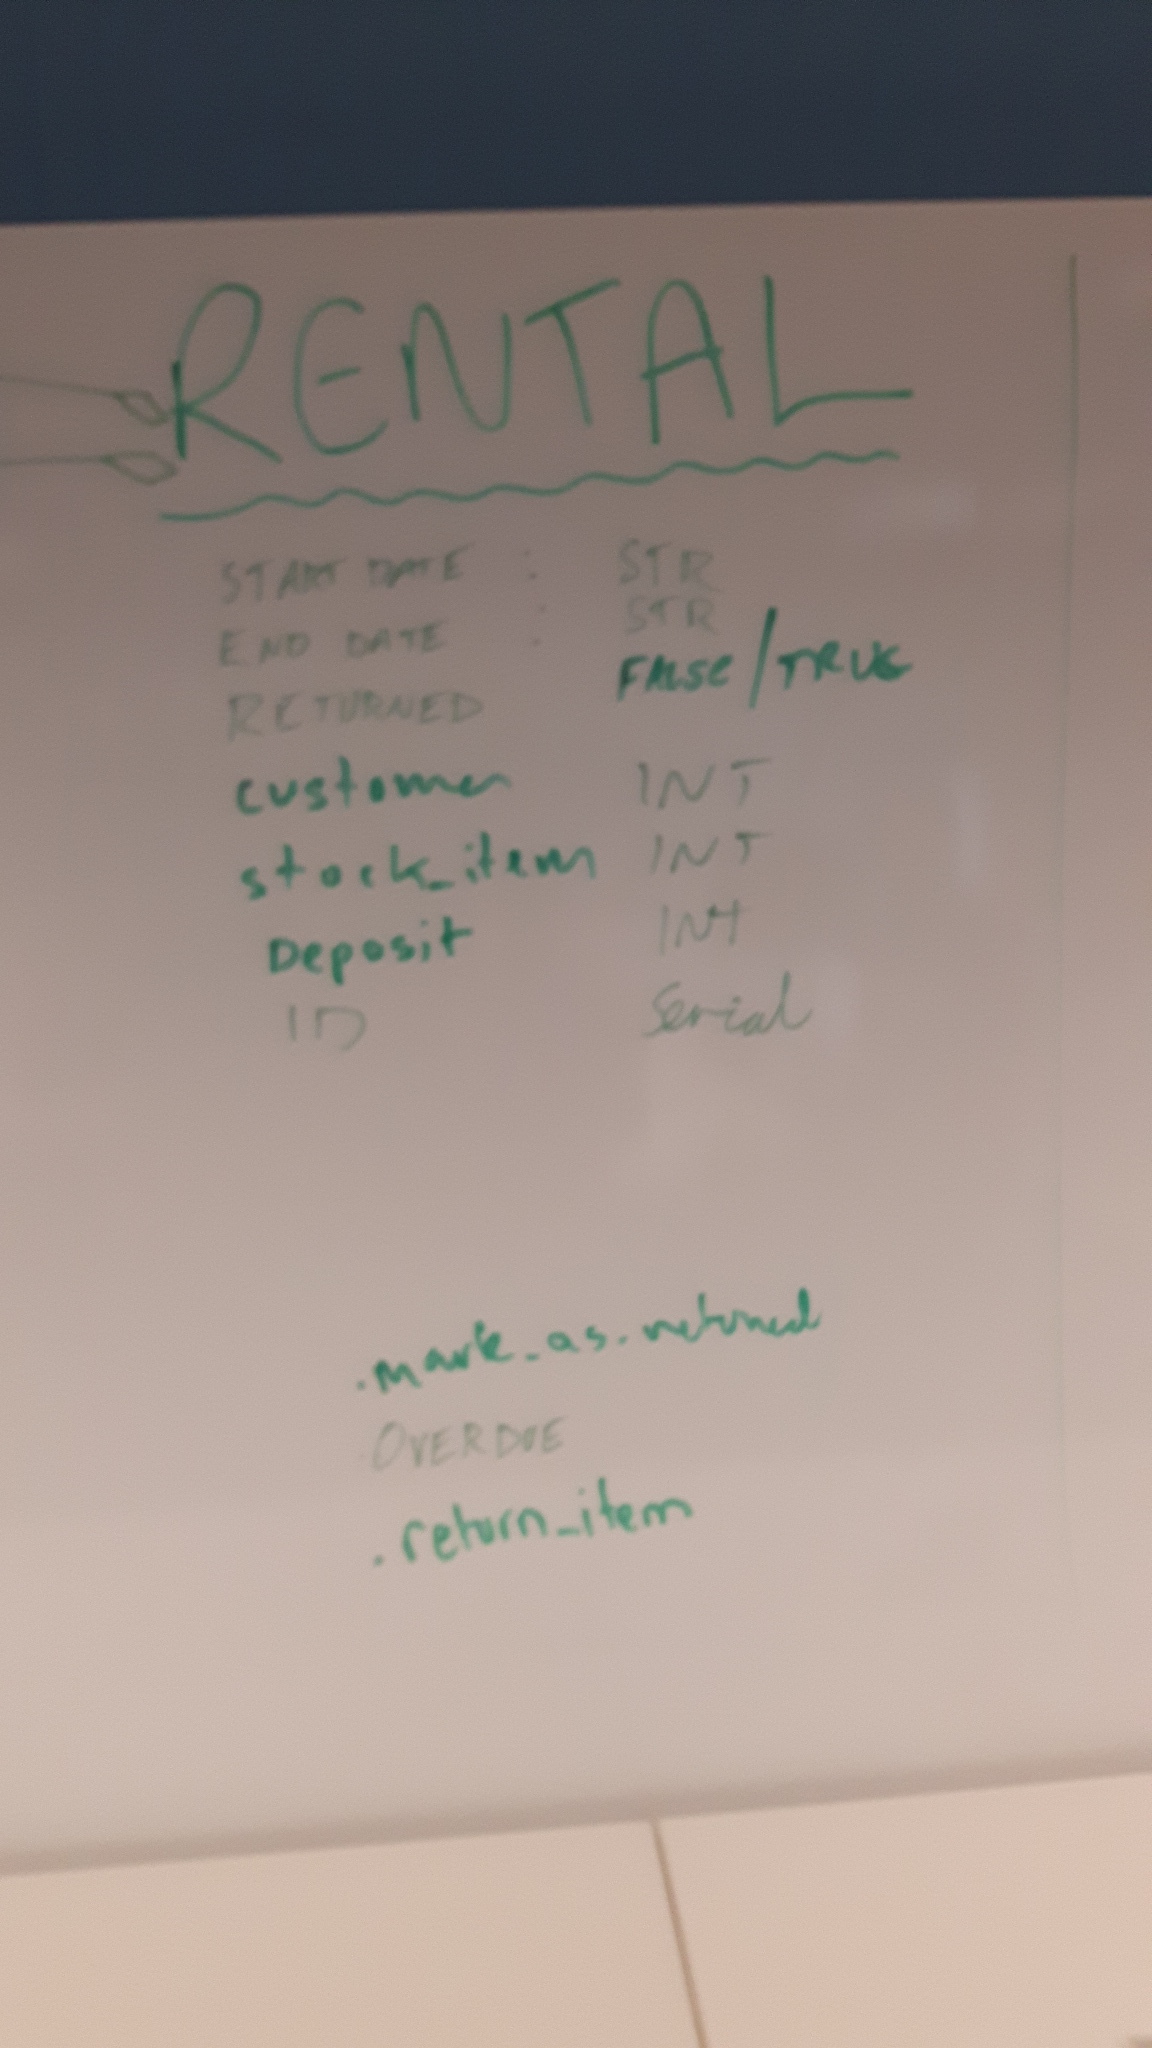 RENTAL
START DATE : STR
END DATE : STR
RETURNED FALSE/TRUE
customer INT
stock_item INT
Deposit INT
ID Serial
.mark_as.returned
OVERDUE
.return_item